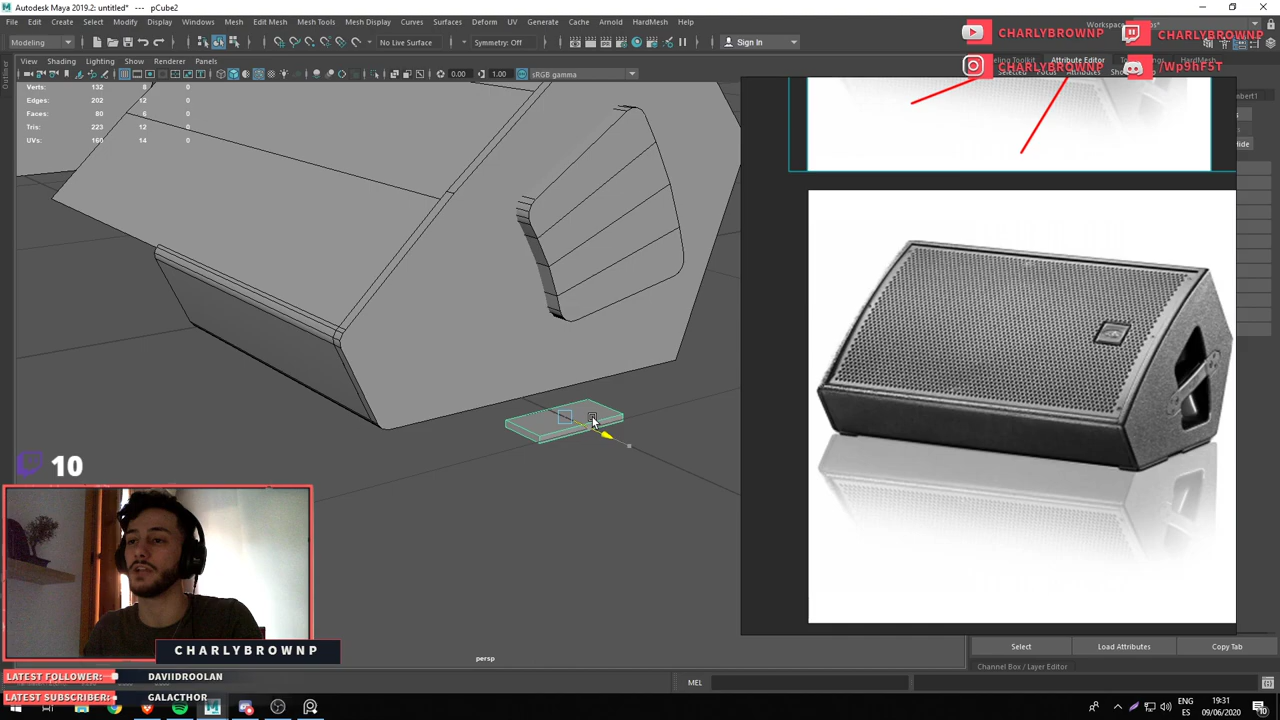 Autodesk Maya 2019.2: untitled* --- pCube2
File Edit Create Select Modify Display Windows Mesh Edit Mesh Mesh Tools Mesh Display Curves Surfaces Deform UV Generate Cache Arnold HardMesh Help
Modeling No Live Surface Symmetry: Off Sign In
CHARLYBROWNP CHARLYBROWNP
CHARLYBROWNP /Wp9hF5T
View Shading Lighting Show Renderer Panels
Attribute Editor
0.00 1.00 sRGB gamma
Outliner
Verts: 132 8 0
Edges: 202 12 0
Faces: 80 6 0
Tris: 223 12 0
UVs: 160 14 0
10
CHARLYBROWNP
LATEST FOLLOWER: DAVIIDROOLAN
LATEST SUBSCRIBER: GALACTHOR
persp
Select Load Attributes Copy Tab
Channel Box / Layer Editor
MEL
ENG
ES
19:31
09/06/2020